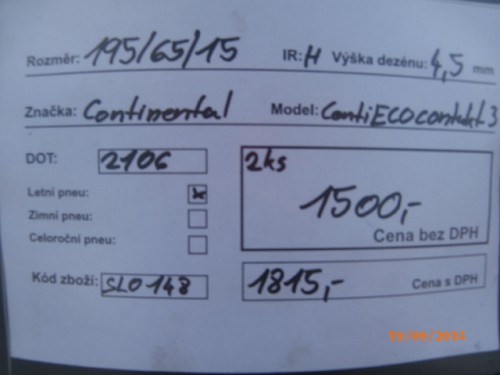 Rozměr: 195/65/15 IR: H Výška dezénu: 4,5 mm
Značka: Continental Model: ContiECOcontakt 3
DOT: 2106
2ks
Letní pneu: x
1500,-
Zimní pneu:
Cena bez DPH
Celoroční pneu:
Kód zboží: SLO148
1815,- Cena s DPH